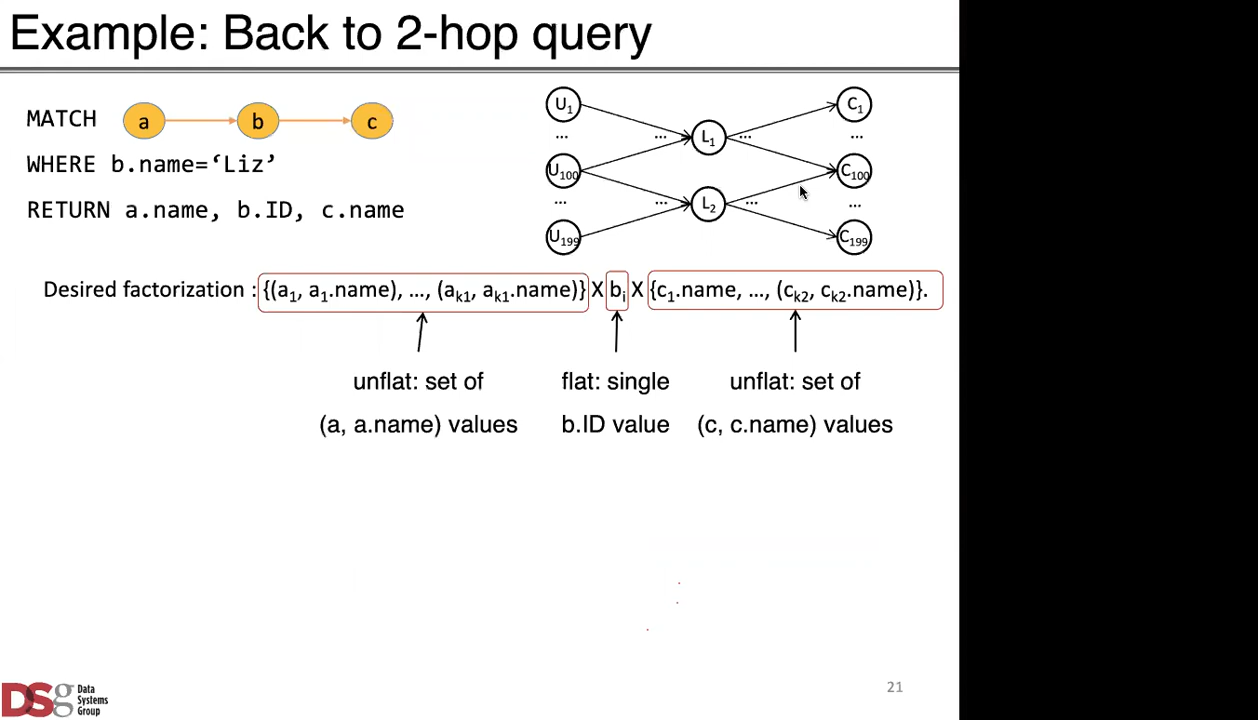 Example: Back to 2-hop query
MATCH a b c
WHERE b.name=‘Liz’
RETURN a.name, b.ID, c.name
U1 C1
... ... ... ...
L1
U100 C100
... ... ... ...
L2
U199 C199
Desired factorization : {(a1, a1.name), ..., (ak1, ak1.name)} X bi X {c1.name, ..., (ck2, ck2.name)}.
unflat: set of flat: single unflat: set of
(a, a.name) values b.ID value (c, c.name) values
DSg Data
Systems
Group
21